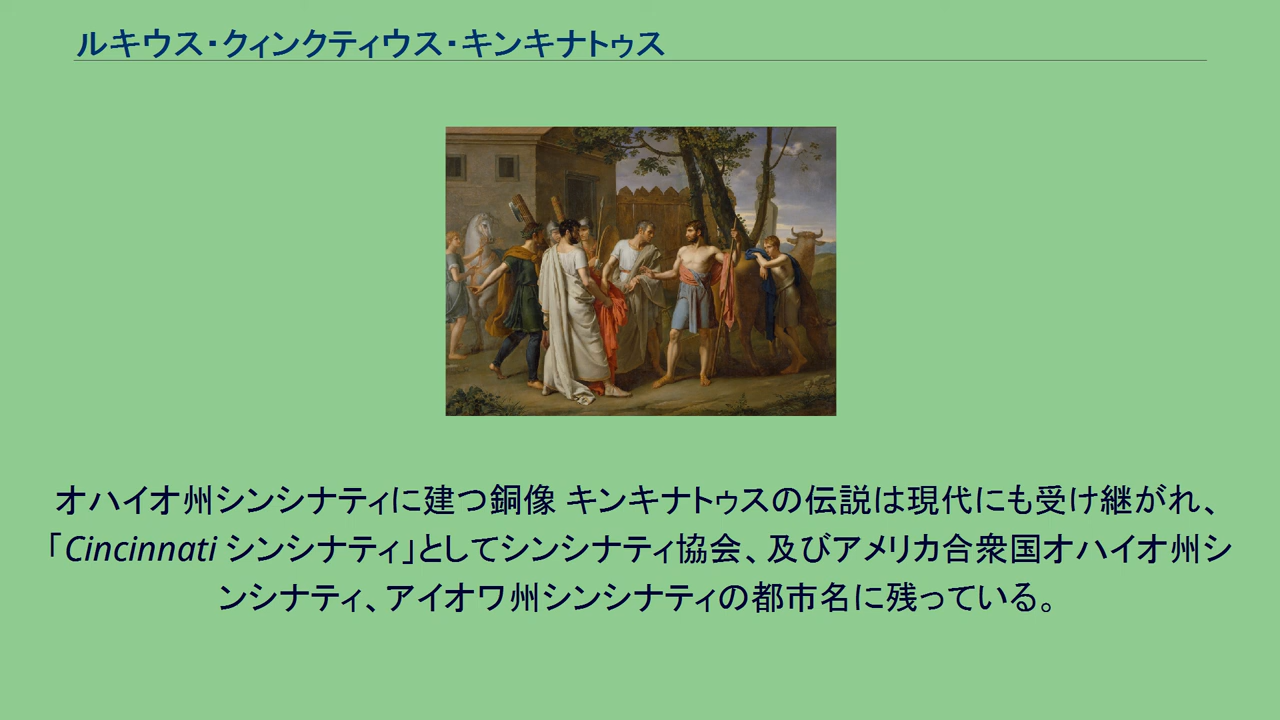 ルキウス・クィンクティウス・キンキナトゥス
オハイオ州シンシナティに建つ銅像 キンキナトゥスの伝説は現代にも受け継がれ、
「Cincinnati シンシナティ」としてシンシナティ協会、及びアメリカ合衆国オハイオ州シ
ンシナティ、アイオワ州シンシナティの都市名に残っている。